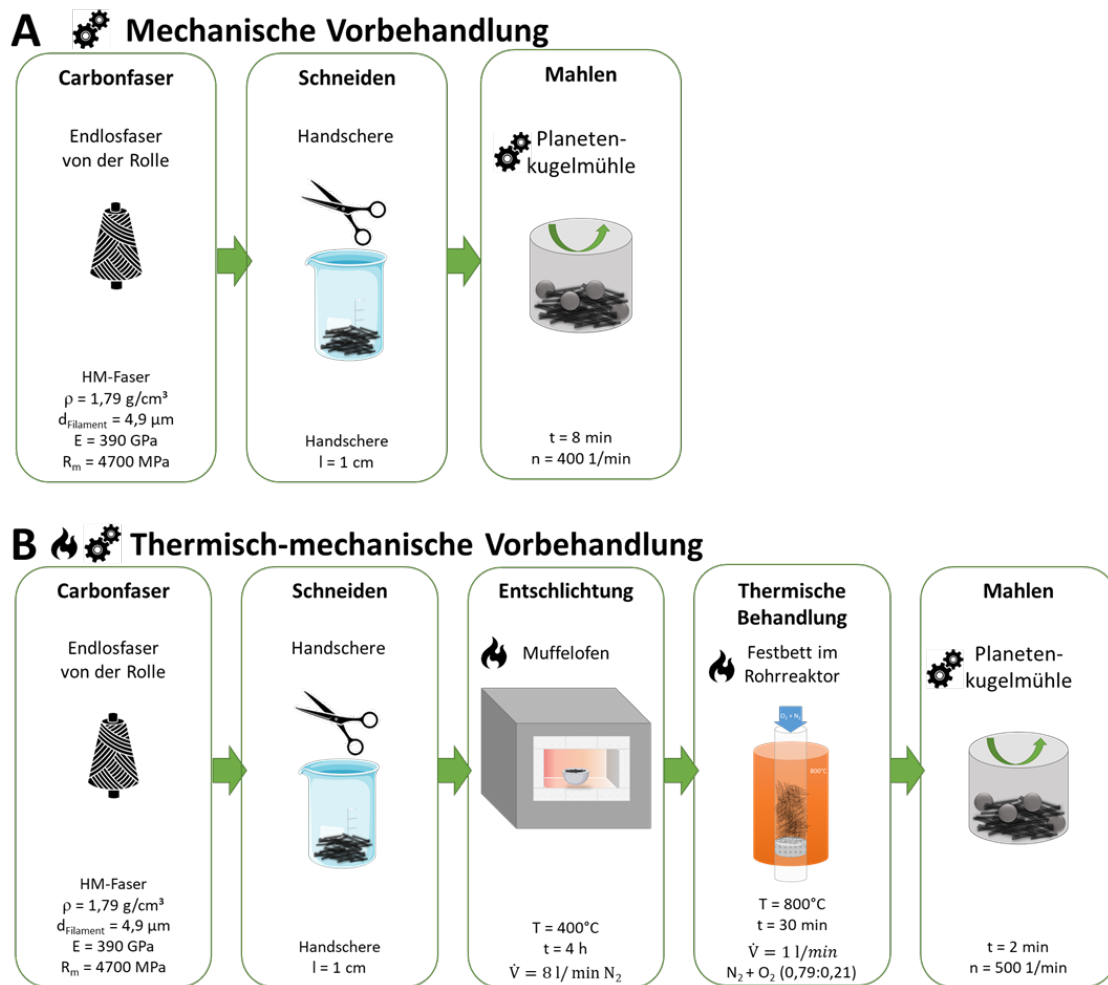 A Mechanische Vorbehandlung
Carbonfaser
Endlosfaser
von der Rolle
HM-Faser
ρ = 1,79 g/cm³
dFilament = 4,9 µm
E = 390 GPa
Rm = 4700 MPa
Schneiden
Handschere
Handschere
l = 1 cm
Mahlen
Planeten-
kugelmühle
t = 8 min
n = 400 1/min
B Thermisch-mechanische Vorbehandlung
Carbonfaser
Endlosfaser
von der Rolle
HM-Faser
ρ = 1,79 g/cm³
dFilament = 4,9 µm
E = 390 GPa
Rm = 4700 MPa
Schneiden
Handschere
Handschere
l = 1 cm
Entschlichtung
Muffelofen
T = 400°C
t = 4 h
V̇ = 8 l/ min N₂
Thermische
Behandlung
Festbett im
Rohrreaktor
O₂ + N₂
800°C
T = 800°C
t = 30 min
V̇ = 1 l/min
N₂ + O₂ (0,79:0,21)
Mahlen
Planeten-
kugelmühle
t = 2 min
n = 500 1/min